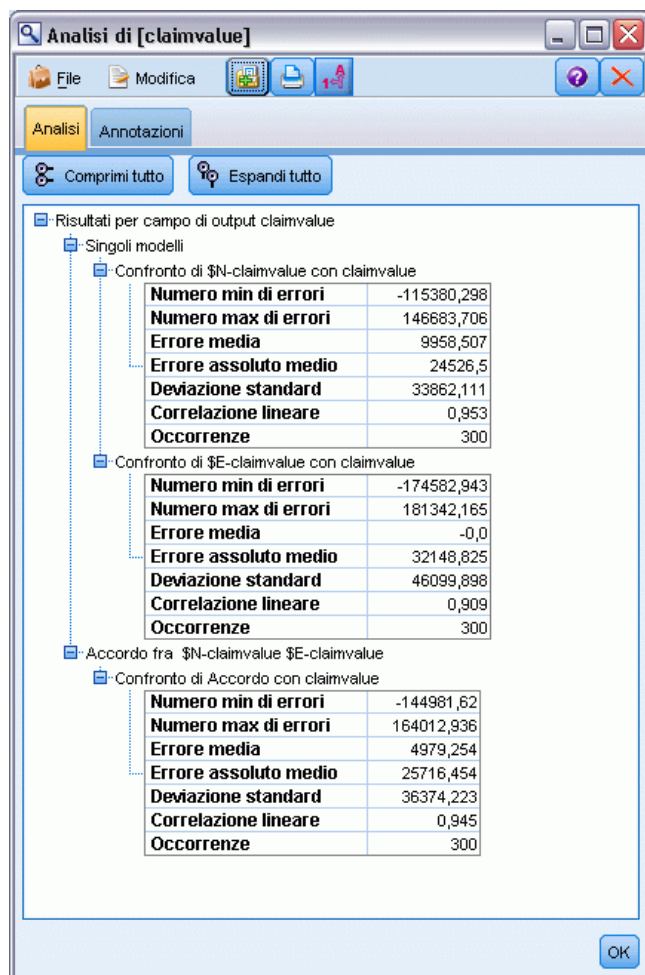 Analisi di [claimvalue]
File Modifica
Analisi Annotazioni
Comprimi tutto Espandi tutto
Risultati per campo di output claimvalue
Singoli modelli
Confronto di $N-claimvalue con claimvalue
Numero min di errori -115380,298
Numero max di errori 146683,706
Errore media 9958,507
Errore assoluto medio 24526,5
Deviazione standard 33862,111
Correlazione lineare 0,953
Occorrenze 300
Confronto di $E-claimvalue con claimvalue
Numero min di errori -174582,943
Numero max di errori 181342,165
Errore media -0,0
Errore assoluto medio 32148,825
Deviazione standard 46099,898
Correlazione lineare 0,909
Occorrenze 300
Accordo fra $N-claimvalue $E-claimvalue
Confronto di Accordo con claimvalue
Numero min di errori -144981,62
Numero max di errori 164012,936
Errore media 4979,254
Errore assoluto medio 25716,454
Deviazione standard 36374,223
Correlazione lineare 0,945
Occorrenze 300
OK